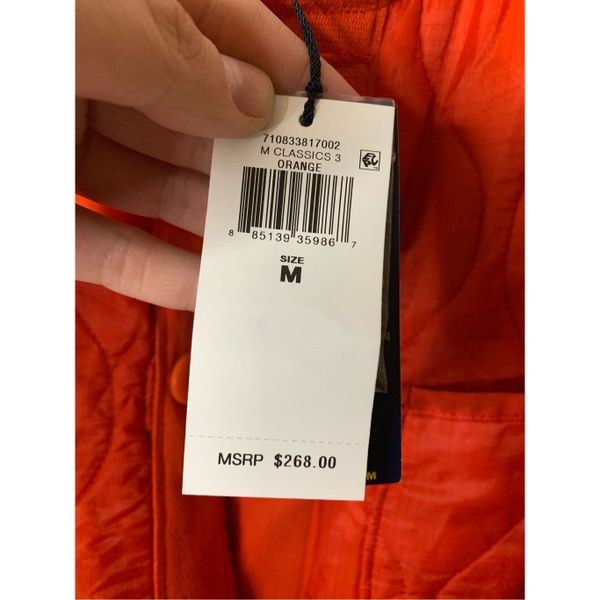 710833817002
M CLASSICS 3
ORANGE
8 85139 35986 7
SIZE
M
MSRP $268.00
M